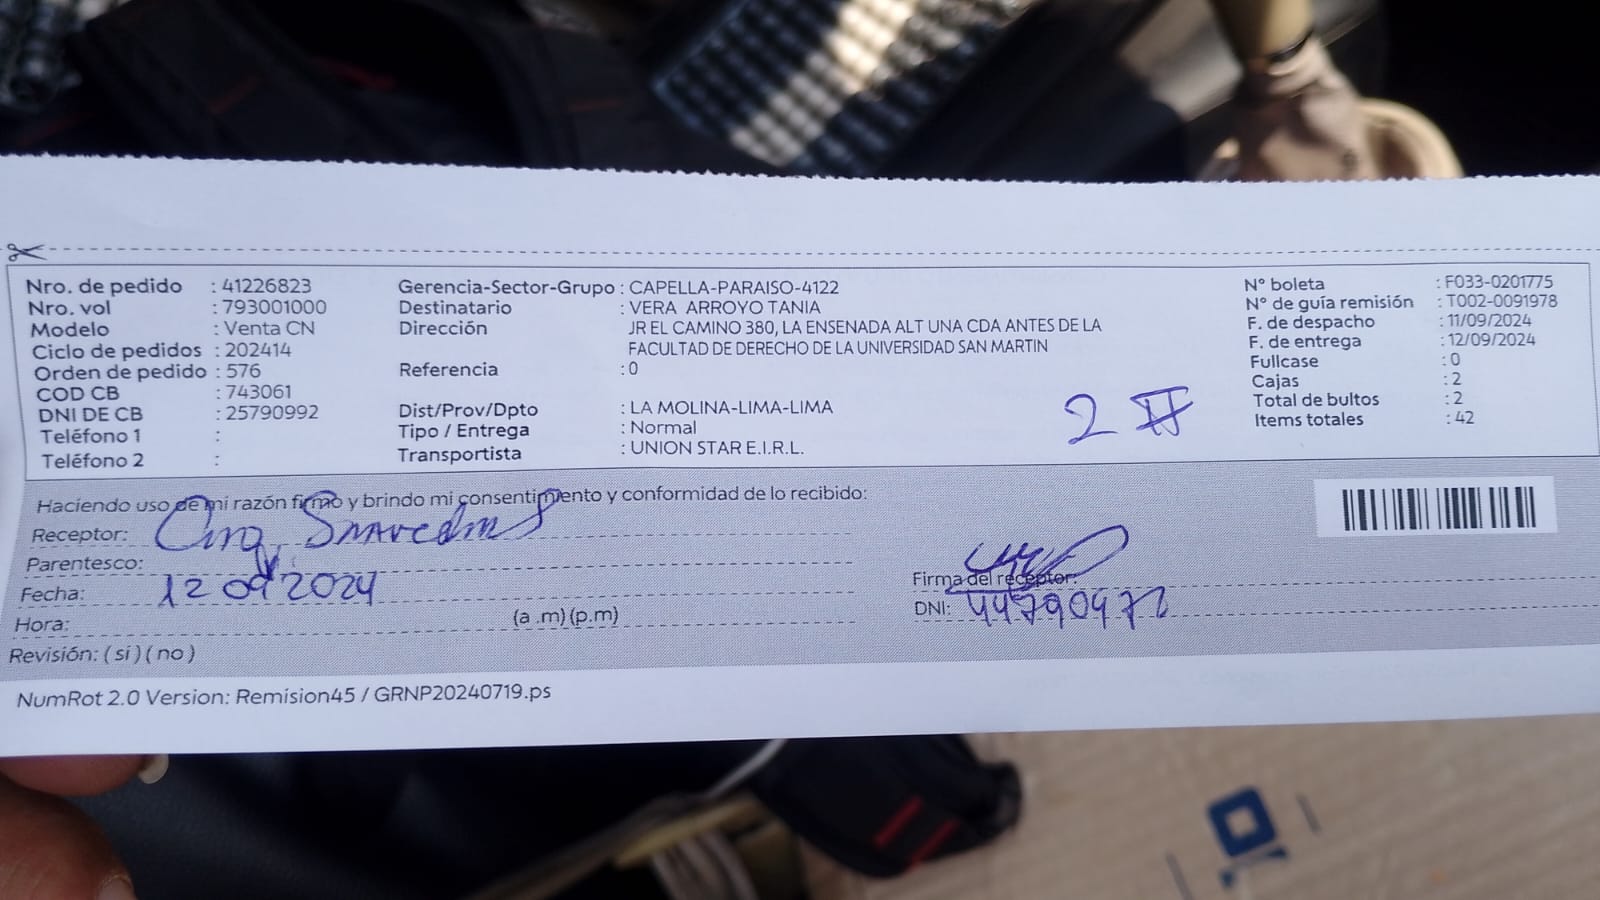 Nro. de pedido : 41226823
Nro. vol : 793001000
Modelo : Venta CN
Ciclo de pedidos : 202414
Orden de pedido : 576
COD CB : 743061
DNI DE CB : 25790992
Teléfono 1 :
Teléfono 2 :
Gerencia-Sector-Grupo : CAPELLA-PARAISO-4122
Destinatario : VERA ARROYO TANIA
Dirección JR EL CAMINO 380, LA ENSENADA ALT UNA CDA ANTES DE LA
FACULTAD DE DERECHO DE LA UNIVERSIDAD SAN MARTIN
Referencia : 0
Dist/Prov/Dpto : LA MOLINA-LIMA-LIMA
Tipo / Entrega : Normal
Transportista : UNION STAR E.I.R.L.
2
N° boleta : F033-0201775
N° de guía remisión : T002-0091978
F. de despacho : 11/09/2024
F. de entrega : 12/09/2024
Fullcase : 0
Cajas : 2
Total de bultos : 2
Items totales : 42
Haciendo uso de mi razón firmo y brindo mi consentimiento y conformidad de lo recibido:
Receptor:
Parentesco:
Fecha: 12 09 2024
Hora: (a .m)(p.m)
Revisión: ( si ) ( no )
Firma del receptor:
DNI:
NumRot 2.0 Version: Remisión45 / GRNP20240719.ps